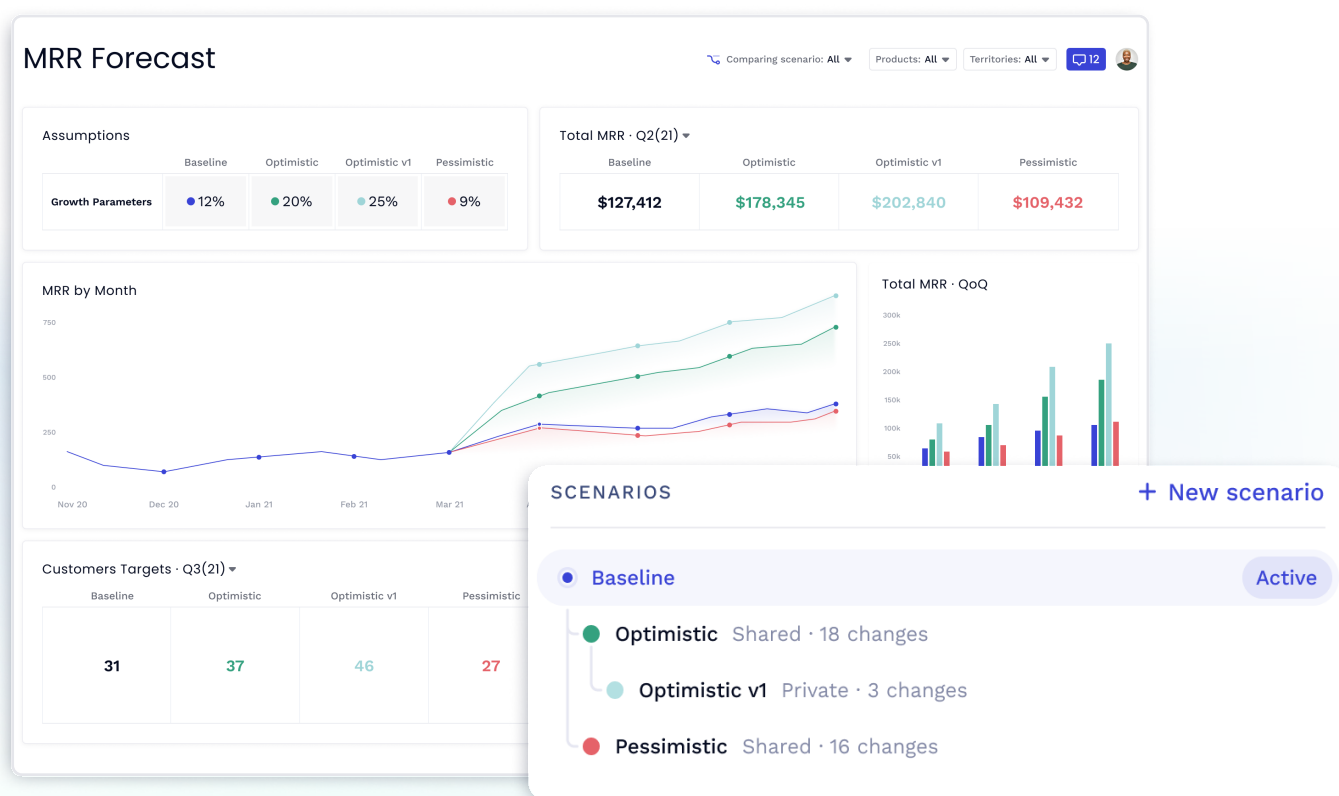 MRR Forecast
Comparing scenario: All
Products: All
Territories: All
12
Assumptions
Baseline Optimistic Optimistic v1 Pessimistic
Growth Parameters 12% 20% 25% 9%
Total MRR · Q2(21)
Baseline Optimistic Optimistic v1 Pessimistic
$127,412 $178,345 $202,840 $109,432
MRR by Month
750
500
250
0
Nov 20 Dec 20 Jan 21 Feb 21 Mar 21
Total MRR · QoQ
300k
250k
200k
150k
100k
50k
Customers Targets · Q3(21)
Baseline Optimistic Optimistic v1 Pessimistic
31 37 46 27
SCENARIOS
+ New scenario
Baseline Active
Optimistic Shared · 18 changes
Optimistic v1 Private · 3 changes
Pessimistic Shared · 16 changes